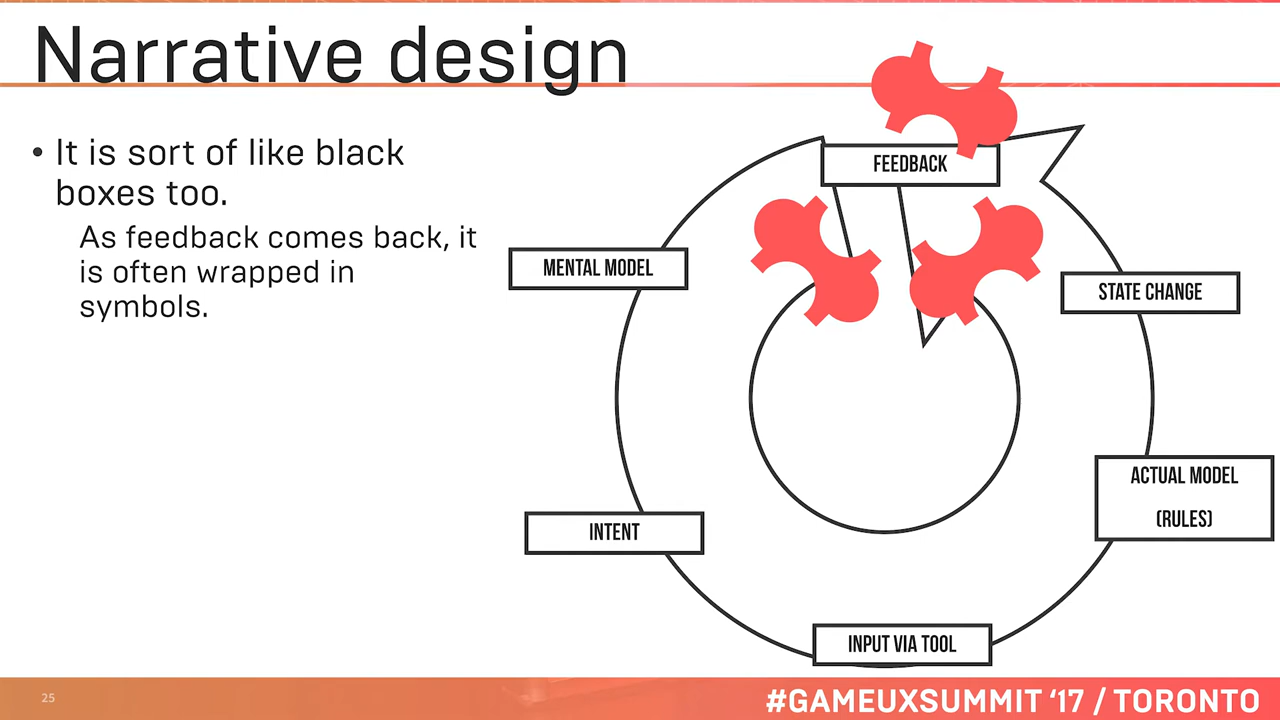 Narrative design
• It is sort of like black
boxes too.
As feedback comes back, it
is often wrapped in
symbols.
FEEDBACK
MENTAL MODEL
STATE CHANGE
ACTUAL MODEL
(RULES)
INTENT
INPUT VIA TOOL
25
#GAMEUXSUMMIT ‘17 / TORONTO